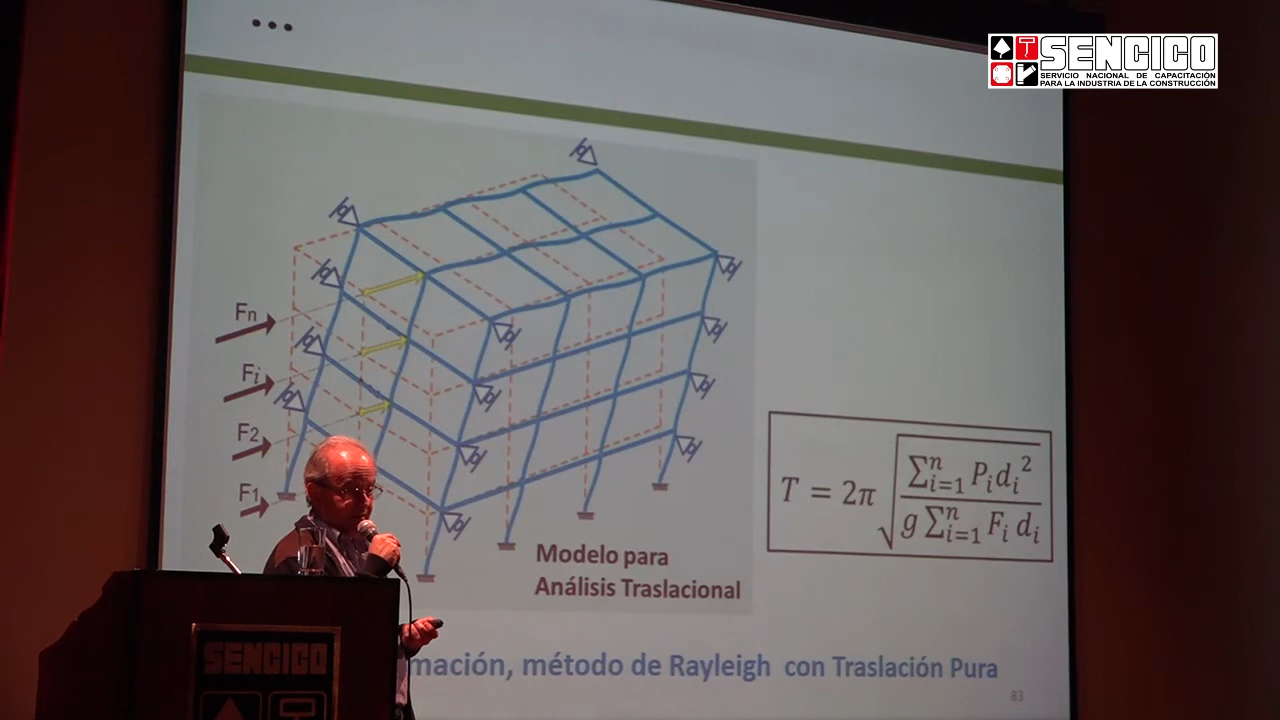 ...
SENCICO
SERVICIO NACIONAL DE CAPACITACIÓN
PARA LA INDUSTRIA DE LA CONSTRUCCIÓN
Fn
Fi
F2
F1
T = 2π √(∑ⁿᵢ₌₁ Pᵢdᵢ² / g ∑ⁿᵢ₌₁ Fᵢ dᵢ)
Modelo para
Análisis Traslacional
mación, método de Rayleigh con Traslación Pura
83
SENCICO